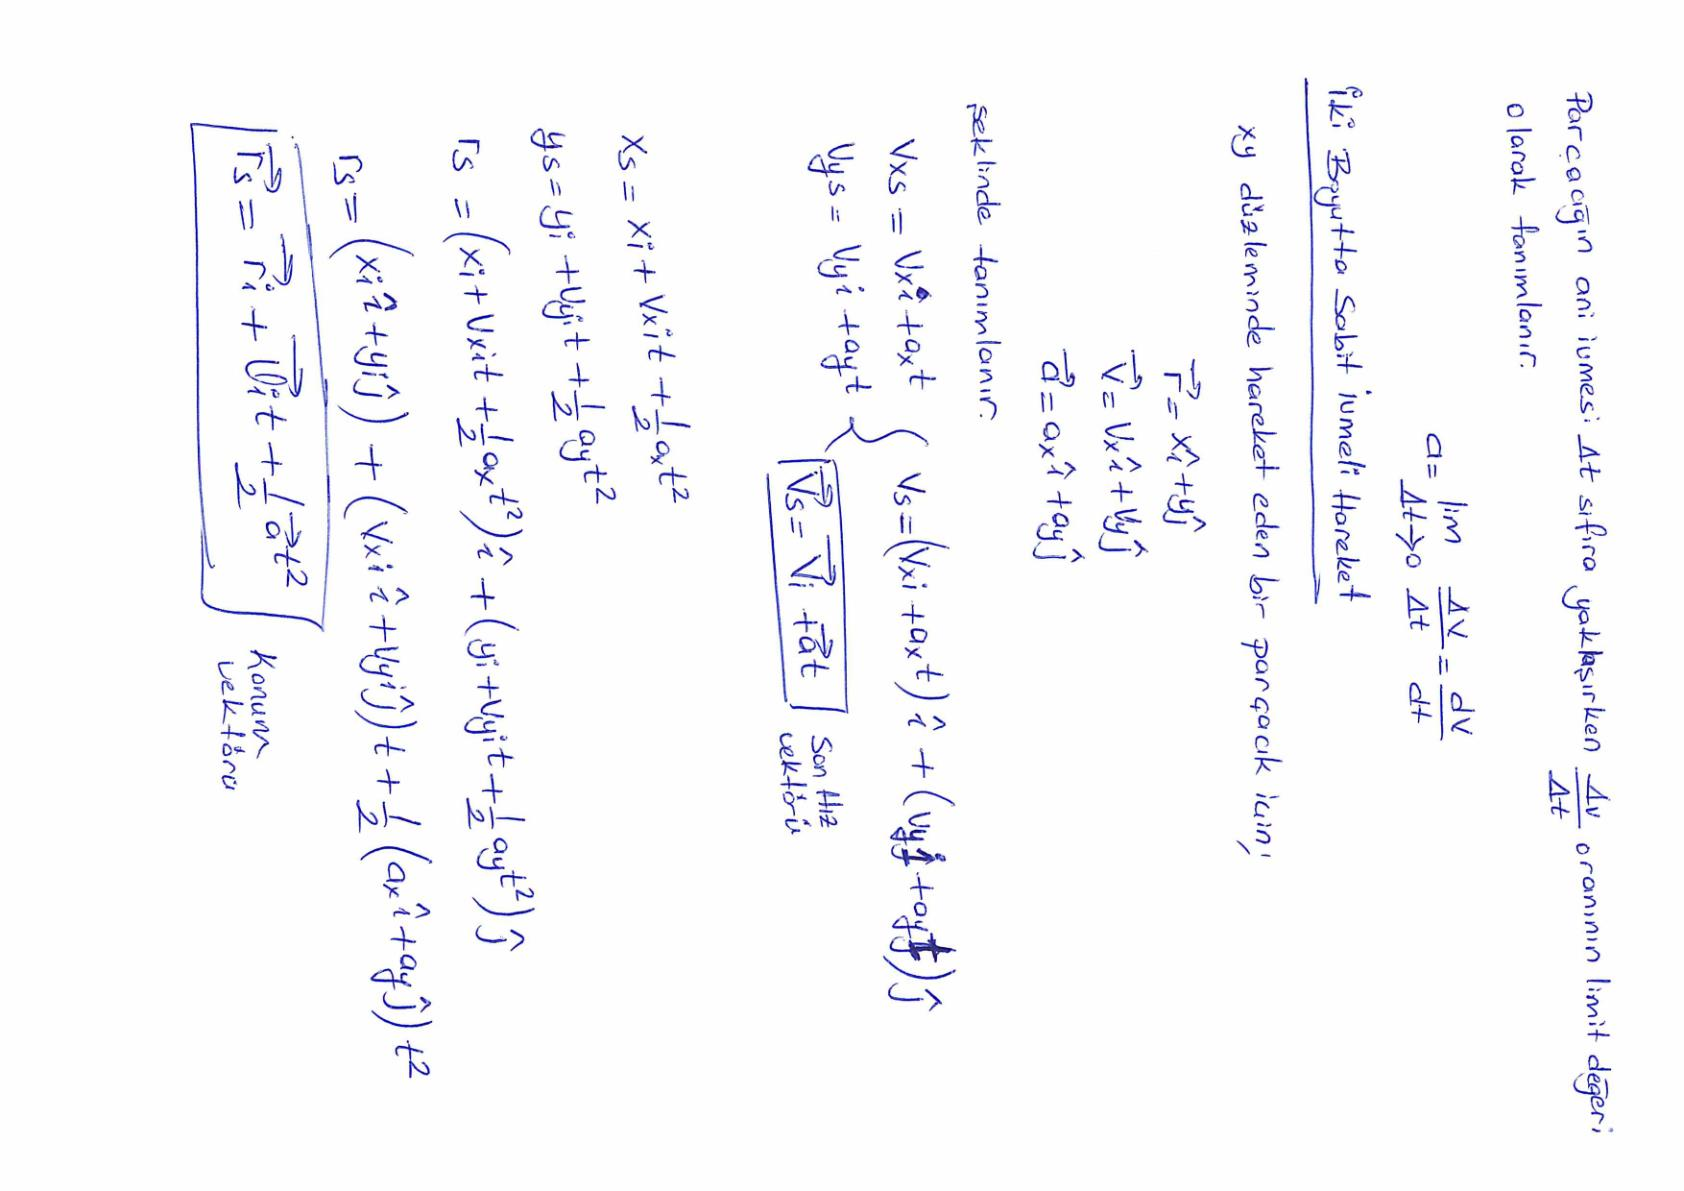 Parçacığın ani ivmesi Δt sıfıra yaklaşırken Δv/Δt oranının limit değeri
olarak tanımlanır.
a = lim Δt→0 Δv/Δt = dv/dt
İki Boyutta Sabit ivmeli Hareket
xy düzleminde hareket eden bir parçacık için;
r⃗ = xî + yĵ
v⃗ = vxî + vyĵ
a⃗ = axî + ayĵ
şeklinde tanımlanır.
Vxs = Vxi + axt
Vys = Vyi + ayt
Vs = (Vxi + axt)î + (Vyi + ayt)ĵ
V⃗s = V⃗i + a⃗t
Son Hız
vektörü
xs = xi + Vxit + 1/2 axt²
ys = yi + Vyit + 1/2 ayt²
rs = (xi + Vxit + 1/2 axt²)î + (yi + Vyit + 1/2 ayt²)ĵ
rs = (xiî + yiĵ) + (Vxiî + Vyiĵ)t + 1/2 (axî + ayĵ)t²
r⃗s = r⃗i + v⃗it + 1/2 a⃗t²
Konum
vektörü